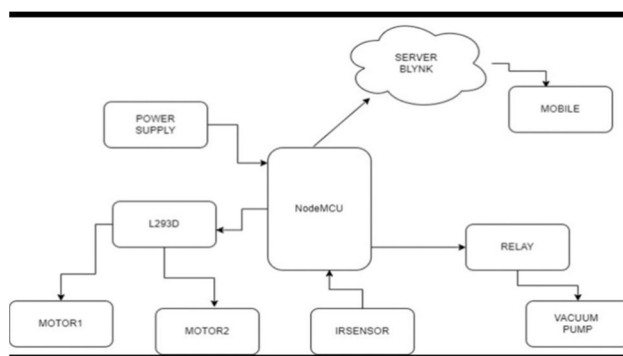 SERVER
BLYNK
MOBILE
POWER
SUPPLY
NodeMCU
L293D
RELAY
MOTOR1
MOTOR2
IRSENSOR
VACUUM
PUMP